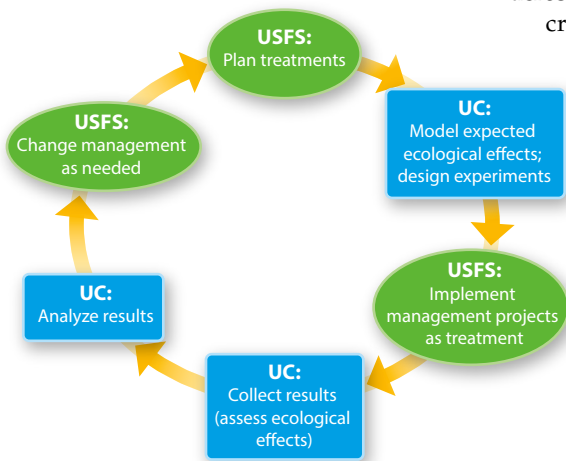 cr
USFS:
Plan treatments
UC:
Model expected
ecological effects;
design experiments
USFS:
Implement
management projects
as treatment
UC:
Collect results
(assess ecological
effects)
UC:
Analyze results
USFS:
Change management
as needed